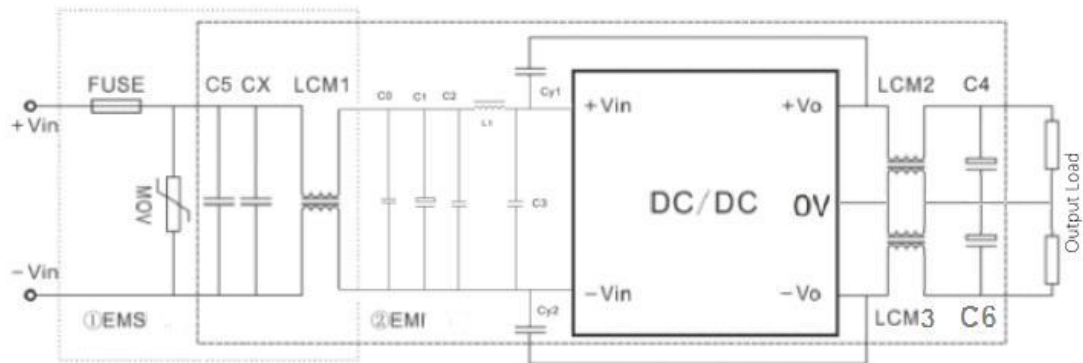 FUSE
C5 CX LCM1
C0 C1 C2
L1
Cy1
LCM2 C4
+Vin
+Vin +Vo
MOV
C3
DC/DC 0V
Output Load
−Vin
−Vin −Vo
①EMS ②EMI
Cy2
LCM3 C6